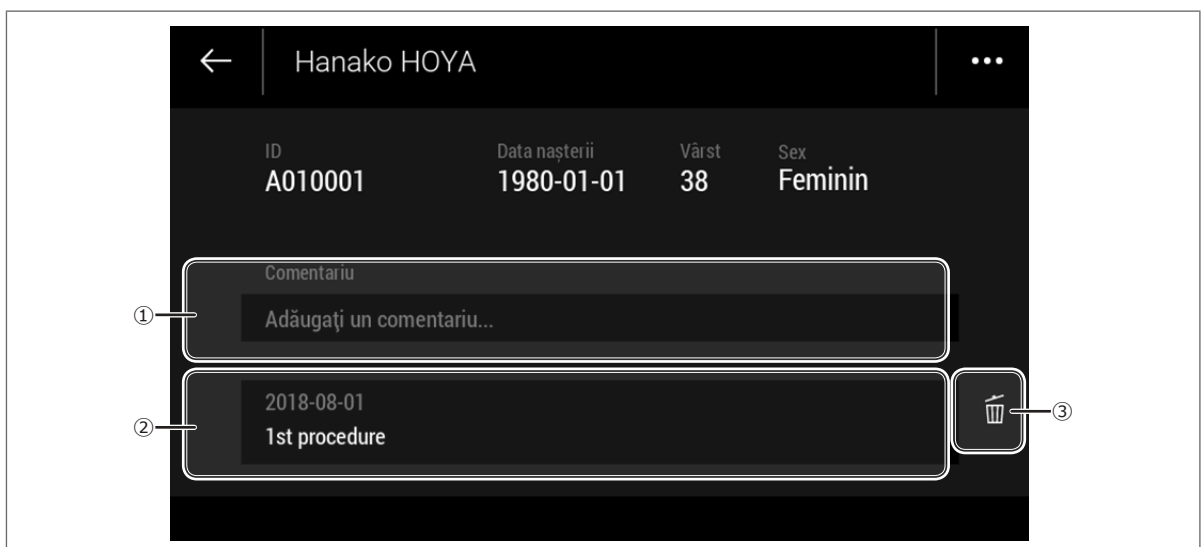 Hanako HOYA
ID Data nașterii Vârst Sex
A010001 1980-01-01 38 Feminin
Comentariu
① Adăugaţi un comentariu...
2018-08-01 ③
② 1st procedure